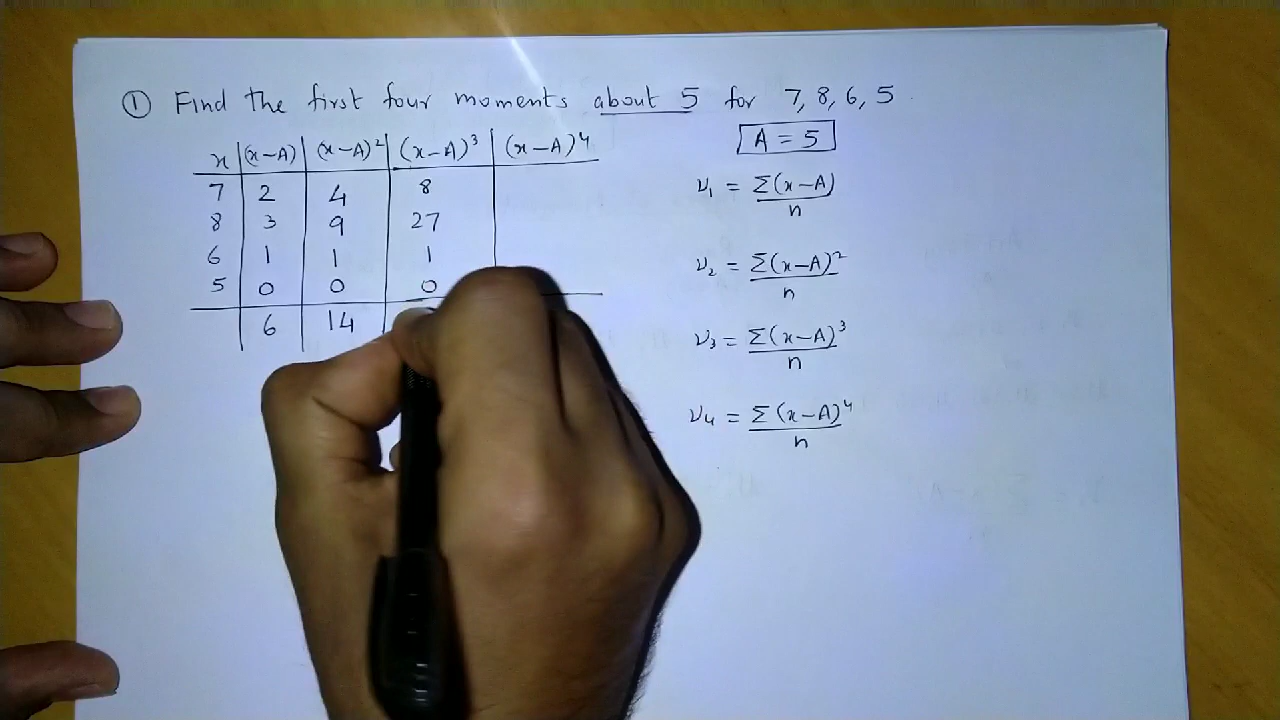 ① Find the first four moments about 5 for 7, 8, 6, 5
A = 5
x | (x-A) | (x-A)² | (x-A)³ | (x-A)⁴
7 | 2 | 4 | 8
8 | 3 | 9 | 27
6 | 1 | 1 | 1
5 | 0 | 0 | 0
6 | 14
ν₁ = Σ(x-A)
n
ν₂ = Σ(x-A)²
n
ν₃ = Σ(x-A)³
n
ν₄ = Σ(x-A)⁴
n